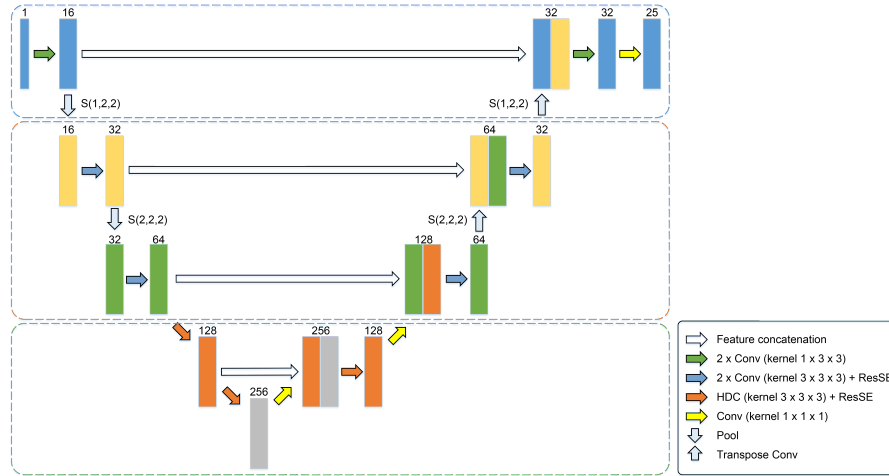 1 16 32 32 25
S(1,2,2) S(1,2,2)
16 32 64 32
S(2,2,2) S(2,2,2)
32 64 128 64
128 256 128
256
Feature concatenation
2 x Conv (kernel 1 x 3 x 3)
2 x Conv (kernel 3 x 3 x 3) + ResSE
HDC (kernel 3 x 3 x 3) + ResSE
Conv (kernel 1 x 1 x 1)
Pool
Transpose Conv